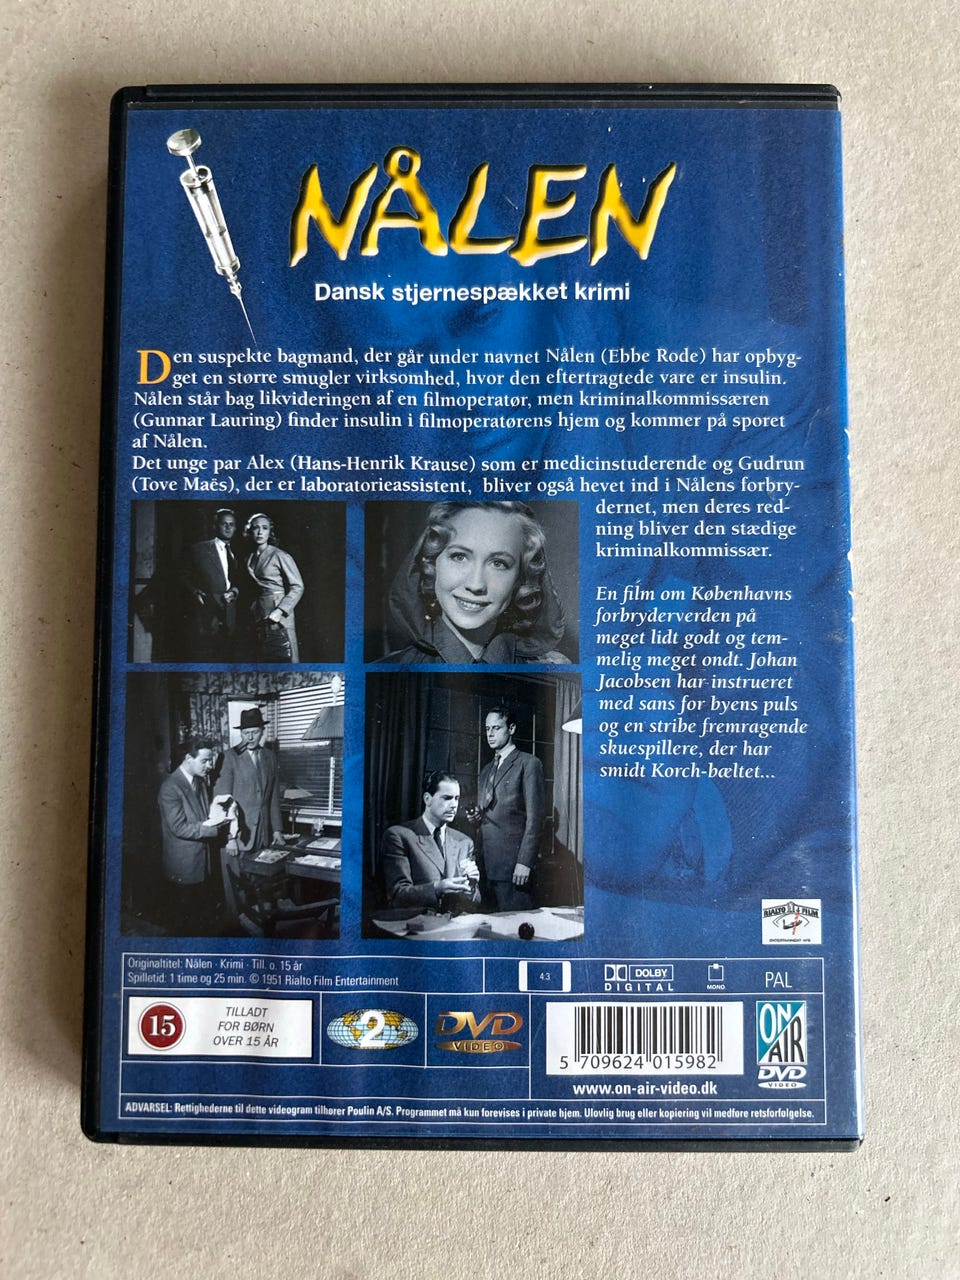 NÅLEN
Dansk stjernespækket krimi
Den suspekte bagmand, der går under navnet Nålen (Ebbe Rode) har opbyg-
get en større smugler virksomhed, hvor den eftertragtede vare er insulin.
Nålen står bag likvideringen af en filmoperatør, men kriminalkommissæren
(Gunnar Lauring) finder insulin i filmoperatørens hjem og kommer på sporet
af Nålen.
Det unge par Alex (Hans-Henrik Krause) som er medicinstuderende og Gudrun
(Tove Maës), der er laboratorieassistent, bliver også hevet ind i Nålens forbry-
dernet, men deres red-
ning bliver den stædige
kriminalkommissær.
En film om Københavns
forbryderverden på
meget lidt godt og tem-
melig meget ondt. Johan
Jacobsen har instrueret
med sans for byens puls
og en stribe fremragende
skuespillere, der har
smidt Korch-bæltet...
RIALTO FILM
ENTERTAINMENT APS
Originaltitel: Nålen · Krimi · Till. o. 15 år
Spilletid: 1 time og 25 min. © 1951 Rialto Film Entertainment
4:3
DOLBY
DIGITAL
MONO
PAL
15
TILLADT
FOR BØRN
OVER 15 ÅR
2
DVD
VIDEO
5 709624 015982
www.on-air-video.dk
ON
AIR
DVD
VIDEO
ADVARSEL: Rettighederne til dette videogram tilhører Poulin A/S. Programmet må kun forevises i private hjem. Ulovlig brug eller kopiering vil medføre retsforfølgelse.